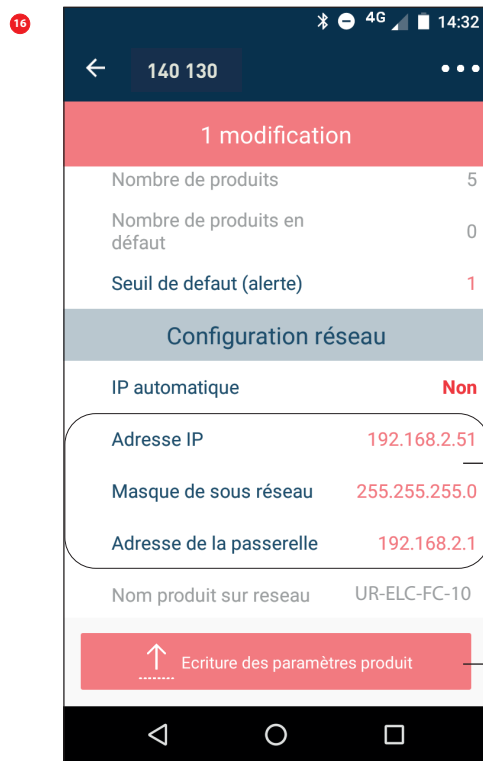 16
4G 14:32
140 130
1 modification
Nombre de produits 5
Nombre de produits en
défaut 0
Seuil de defaut (alerte) 1
Configuration réseau
IP automatique Non
Adresse IP 192.168.2.51
Masque de sous réseau 255.255.255.0
Adresse de la passerelle 192.168.2.1
Nom produit sur reseau UR-ELC-FC-10
Ecriture des paramètres produit